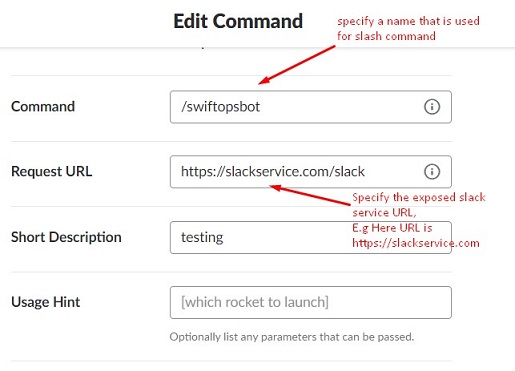 Edit Command
specify a name that is used
for slash command
Command
/swiftopsbot
Request URL
https://slackservice.com/slack
Specify the exposed slack
service URL,
E.g Here URL is
https://slackservice.com
Short Description
testing
Usage Hint
[which rocket to launch]
Optionally list any parameters that can be passed.